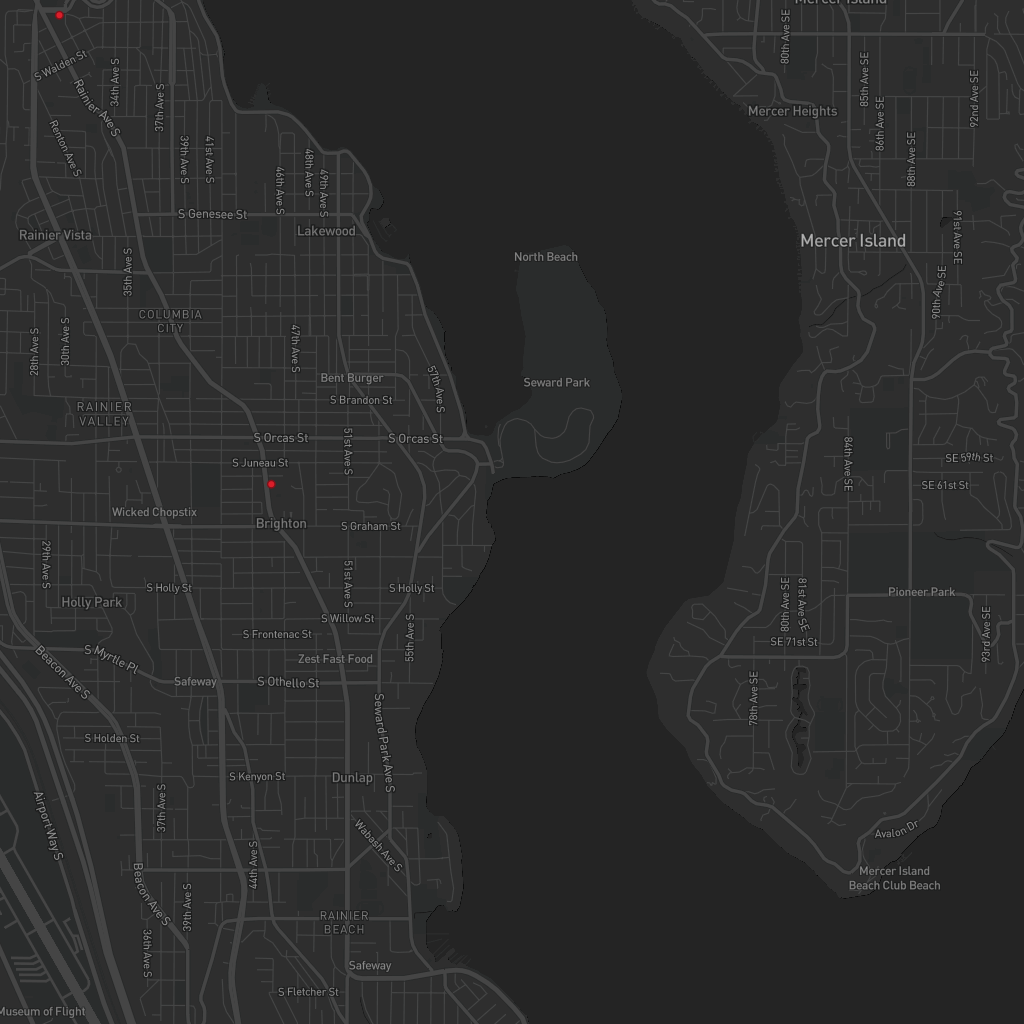 Mercer Island
80th Ave SE
S Walden St
34th Ave S
Rainier Ave S
37th Ave S
85th Ave SE
92nd Ave SE
86th Ave SE
Mercer Heights
Renton Ave S
39th Ave S
41st Ave S
46th Ave S
48th Ave S
49th Ave S
88th Ave SE
S Genesee St
Lakewood
Rainier Vista
91st Ave SE
Mercer Island
35th Ave S
North Beach
90th Ave SE
COLUMBIA
CITY
28th Ave S
30th Ave S
47th Ave S
Bent Burger
57th Ave S
Seward Park
S Brandon St
RAINIER
VALLEY
S Orcas St
S Orcas St
51st Ave S
84th Ave SE
S Juneau St
SE 59th St
SE 61st St
Wicked Chopstix
Brighton
S Graham St
29th Ave S
51st Ave S
S Holly St
S Holly St
Holly Park
Pioneer Park
80th Ave SE
81st Ave SE
S Willow St
S Frontenac St
55th Ave S
93rd Ave SE
SE 71st St
S Myrtle Pl
Zest Fast Food
Beacon Ave S
Safeway
S Othello St
78th Ave SE
Seward Park Ave S
S Holden St
S Kenyon St
Dunlap
Airport Way S
37th Ave S
Wabash Ave S
Avalon Dr
44th Ave S
Mercer Island
Beach Club Beach
Beacon Ave S
39th Ave S
RAINIER
BEACH
36th Ave S
Safeway
S Fletcher St
Museum of Flight